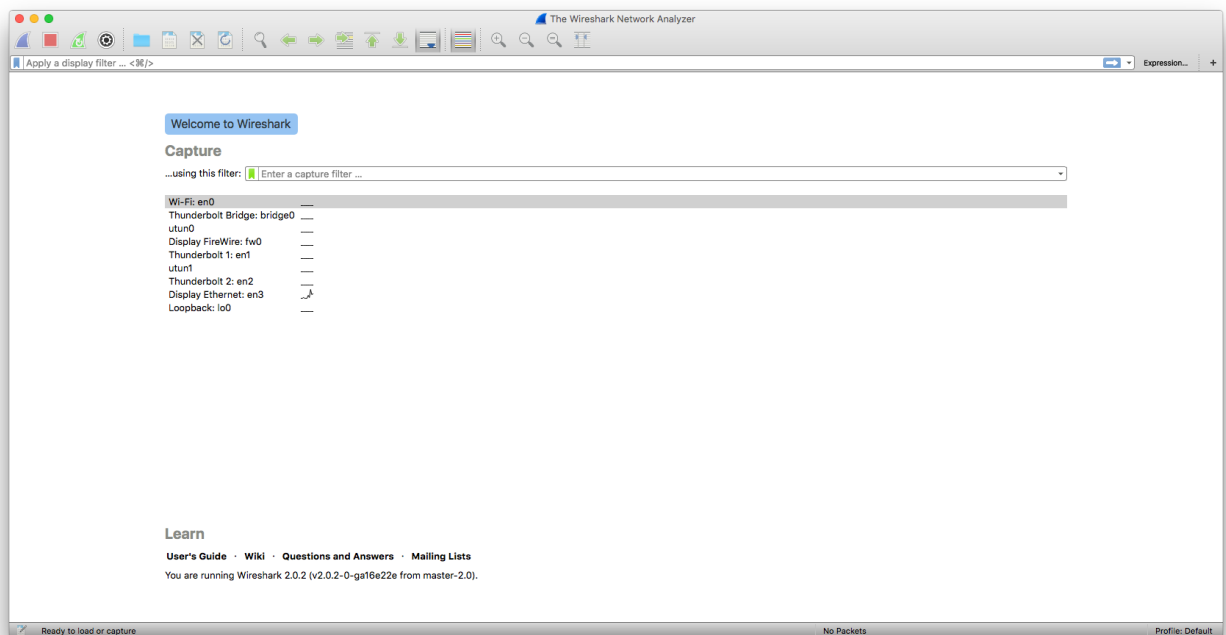 The Wireshark Network Analyzer
Apply a display filter ... <⌘/>
Expression... +
Welcome to Wireshark
Capture
...using this filter: Enter a capture filter ...
Wi-Fi: en0
Thunderbolt Bridge: bridge0
utun0
Display FireWire: fw0
Thunderbolt 1: en1
utun1
Thunderbolt 2: en2
Display Ethernet: en3
Loopback: lo0
Learn
User's Guide · Wiki · Questions and Answers · Mailing Lists
You are running Wireshark 2.0.2 (v2.0.2-0-ga16e22e from master-2.0).
Ready to load or capture No Packets Profile: Default